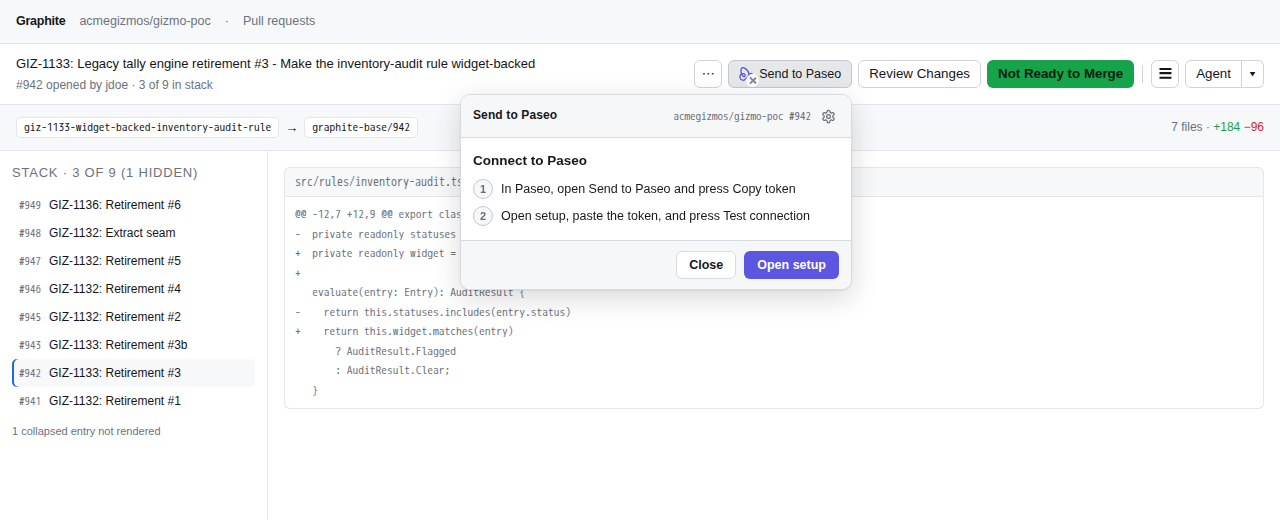 Graphite acmegizmos/gizmo-poc · Pull requests
GIZ-1133: Legacy tally engine retirement #3 - Make the inventory-audit rule widget-backed
#942 opened by jdoe · 3 of 9 in stack
Send to Paseo
Review Changes
Not Ready to Merge
Agent
giz-1133-widget-backed-inventory-audit-rule → graphite-base/942
7 files · +184 −96
STACK · 3 OF 9 (1 HIDDEN)
#949 GIZ-1136: Retirement #6
#948 GIZ-1132: Extract seam
#947 GIZ-1132: Retirement #5
#946 GIZ-1132: Retirement #4
#945 GIZ-1132: Retirement #2
#943 GIZ-1133: Retirement #3b
#942 GIZ-1133: Retirement #3
#941 GIZ-1132: Retirement #1
1 collapsed entry not rendered
Send to Paseo
acmegizmos/gizmo-poc #942
Connect to Paseo
1 In Paseo, open Send to Paseo and press Copy token
2 Open setup, paste the token, and press Test connection
Close
Open setup
src/rules/inventory-audit.ts
@@ -12,7 +12,9 @@ export clas
- private readonly statuses
+ private readonly widget =
+
evaluate(entry: Entry): AuditResult {
- return this.statuses.includes(entry.status)
+ return this.widget.matches(entry)
? AuditResult.Flagged
: AuditResult.Clear;
}